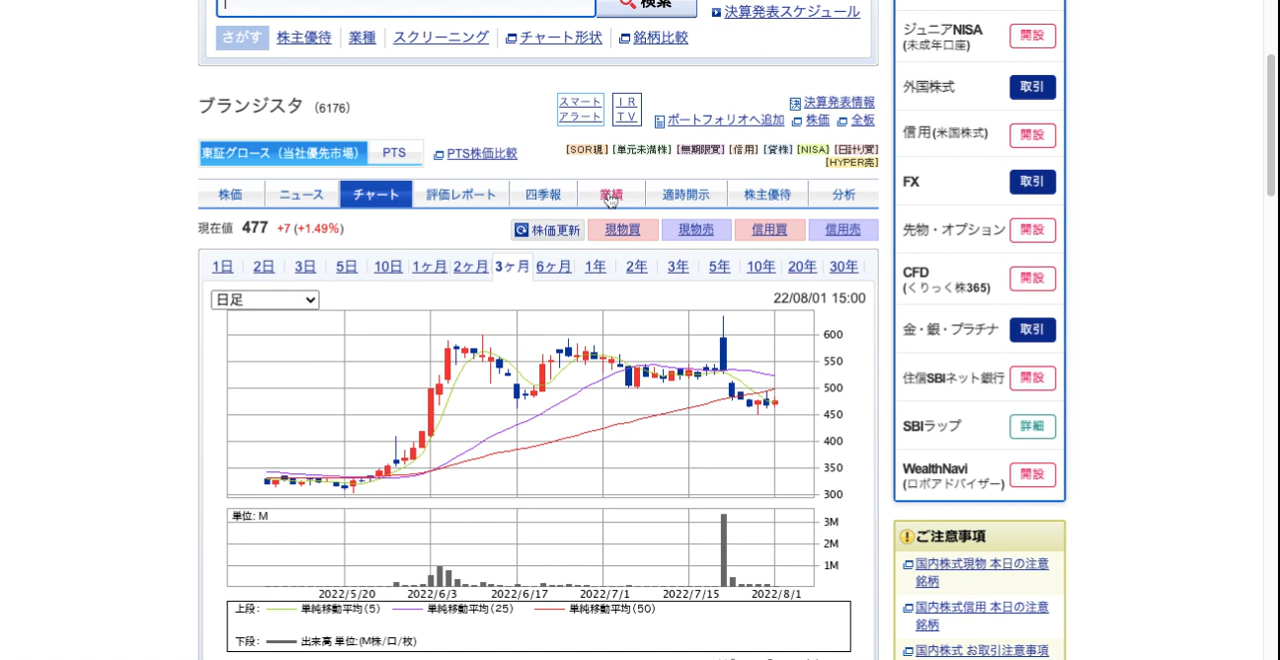 検索
決算発表スケジュール
さがす 株主優待 業種 スクリーニング チャート形状 銘柄比較
ブランジスタ (6176)
スマートアラート
IR TV
決算発表情報
ポートフォリオへ追加 株価 全板
東証グロース(当社優先市場) PTS PTS株価比較
[SOR現] [単元未満株] [無期限買] [信用] [貸株] [NISA] [日計り買]
[HYPER売]
株価 ニュース チャート 評価レポート 四季報 業績 適時開示 株主優待 分析
現在値 477 +7 (+1.49%) 株価更新 現物買 現物売 信用買 信用売
1日 2日 3日 5日 10日 1ヶ月 2ヶ月 3ヶ月 6ヶ月 1年 2年 3年 5年 10年 20年 30年
日足 22/08/01 15:00
600
550
500
450
400
350
300
単位: M
3M
2M
1M
2022/5/20 2022/6/3 2022/6/17 2022/7/1 2022/7/15 2022/8/1
上段: 単純移動平均(5) 単純移動平均(25) 単純移動平均(50)
下段: 出来高 単位:(M株/口/枚)
ジュニアNISA
(未成年口座) 開設
外国株式 取引
信用(米国株式) 開設
FX 取引
先物・オプション 開設
CFD
(くりっく株365) 開設
金・銀・プラチナ 取引
住信SBIネット銀行 開設
SBIラップ 詳細
WealthNavi
(ロボアドバイザー) 開設
ご注意事項
国内株式現物 本日の注意
銘柄
国内株式信用 本日の注意
銘柄
国内株式 お取引注意事項